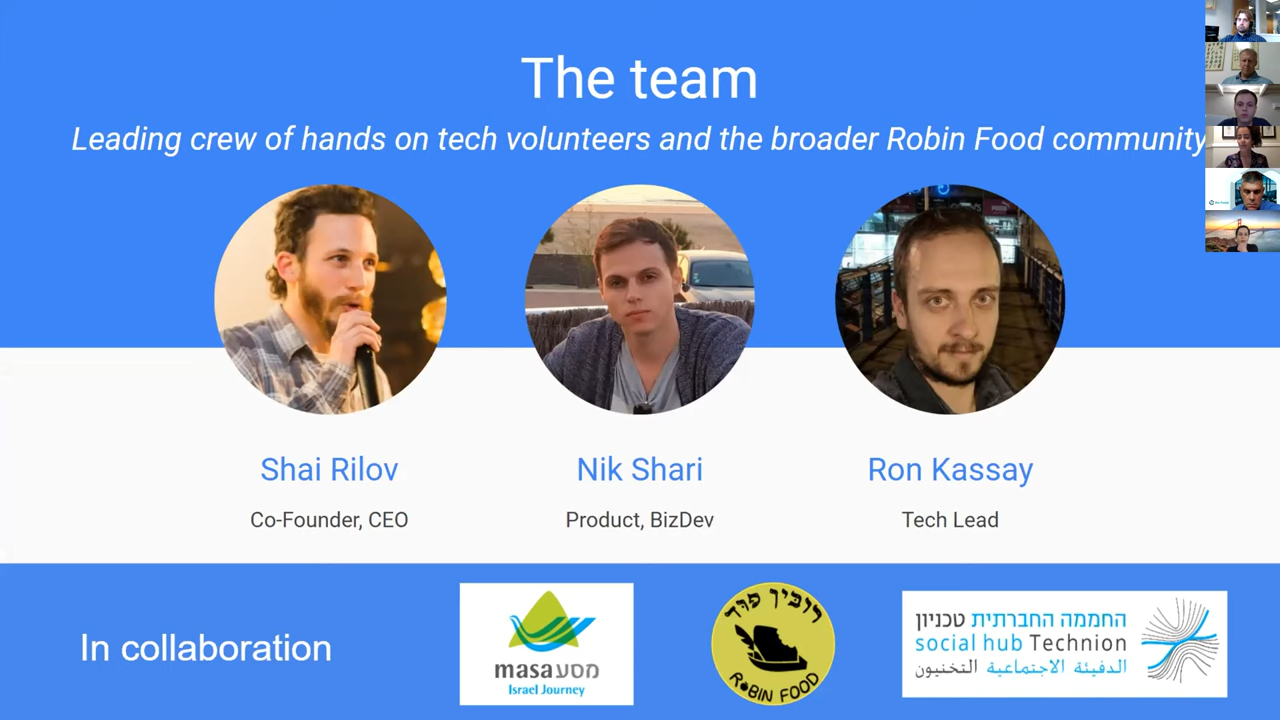 The team
Leading crew of hands on tech volunteers and the broader Robin Food community
Shai Rilov
Nik Shari
Ron Kassay
Co-Founder, CEO
Product, BizDev
Tech Lead
In collaboration
masa מסע
Israel Journey
רובין פוּד
ROBIN FOOD
החממה החברתית טכניון
social hub Technion
الدفيئة الاجتماعية التخنيون